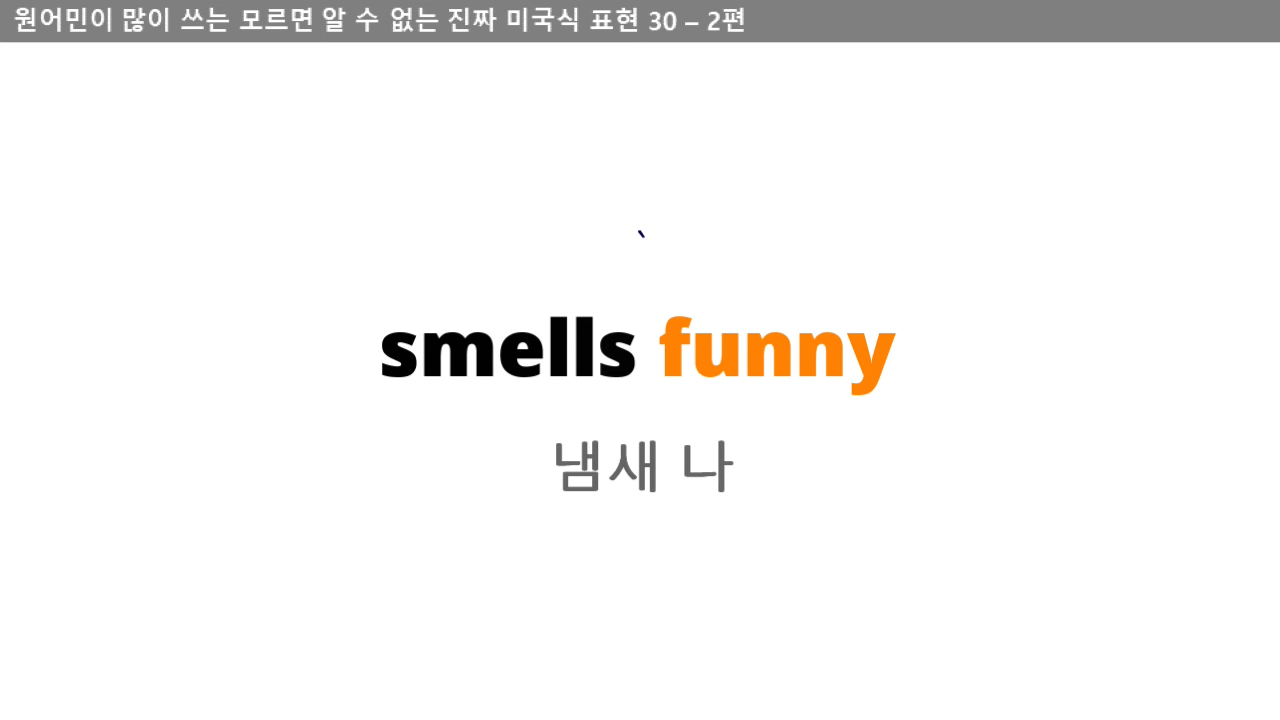 원어민이 많이 쓰는 모르면 알 수 없는 진짜 미국식 표현 30 – 2편
`
smells funny
냄새 나